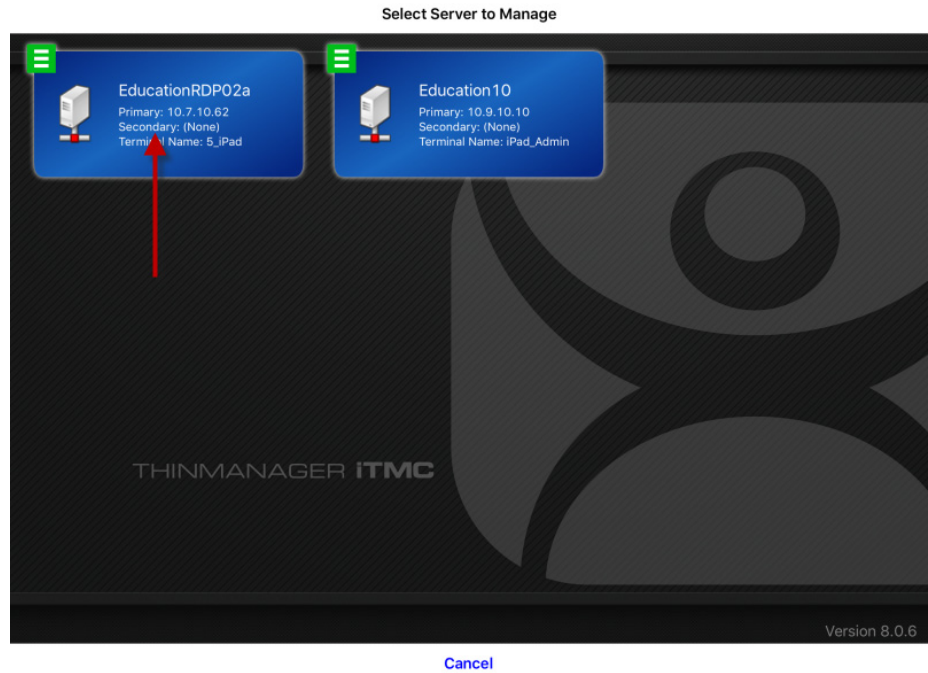 Select Server to Manage
EducationRDP02a
Primary: 10.7.10.62
Secondary: (None)
Terminal Name: 5_iPad
Education10
Primary: 10.9.10.10
Secondary: (None)
Terminal Name: iPad_Admin
THINMANAGER iTMC
Version 8.0.6
Cancel